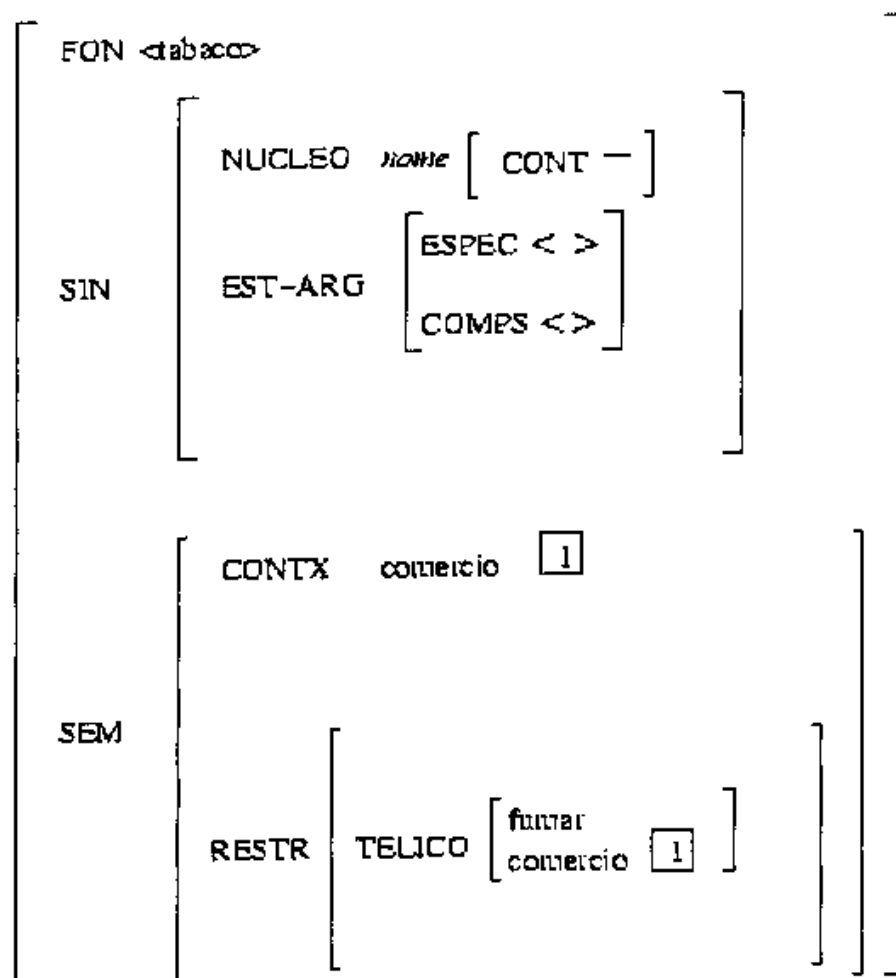 FON <tabaco>
NUCLEO nome [ CONT — ]
SIN EST-ARG
ESPEC < >
COMPS < >
CONTX comercio 1
SEM
RESTR TELICO
fumar
comercio 1